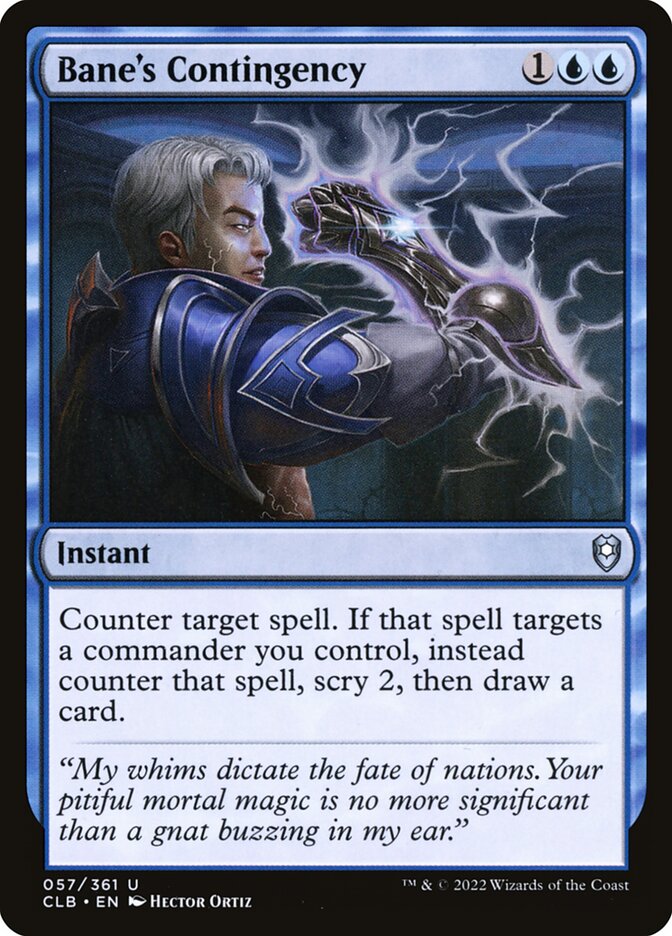 Bane's Contingency 1
Instant
Counter target spell. If that spell targets
a commander you control, instead
counter that spell, scry 2, then draw a
card.
“My whims dictate the fate of nations. Your
pitiful mortal magic is no more significant
than a gnat buzzing in my ear.”
057/361 U
CLB • EN Hector Ortiz
™ & © 2022 Wizards of the Coast